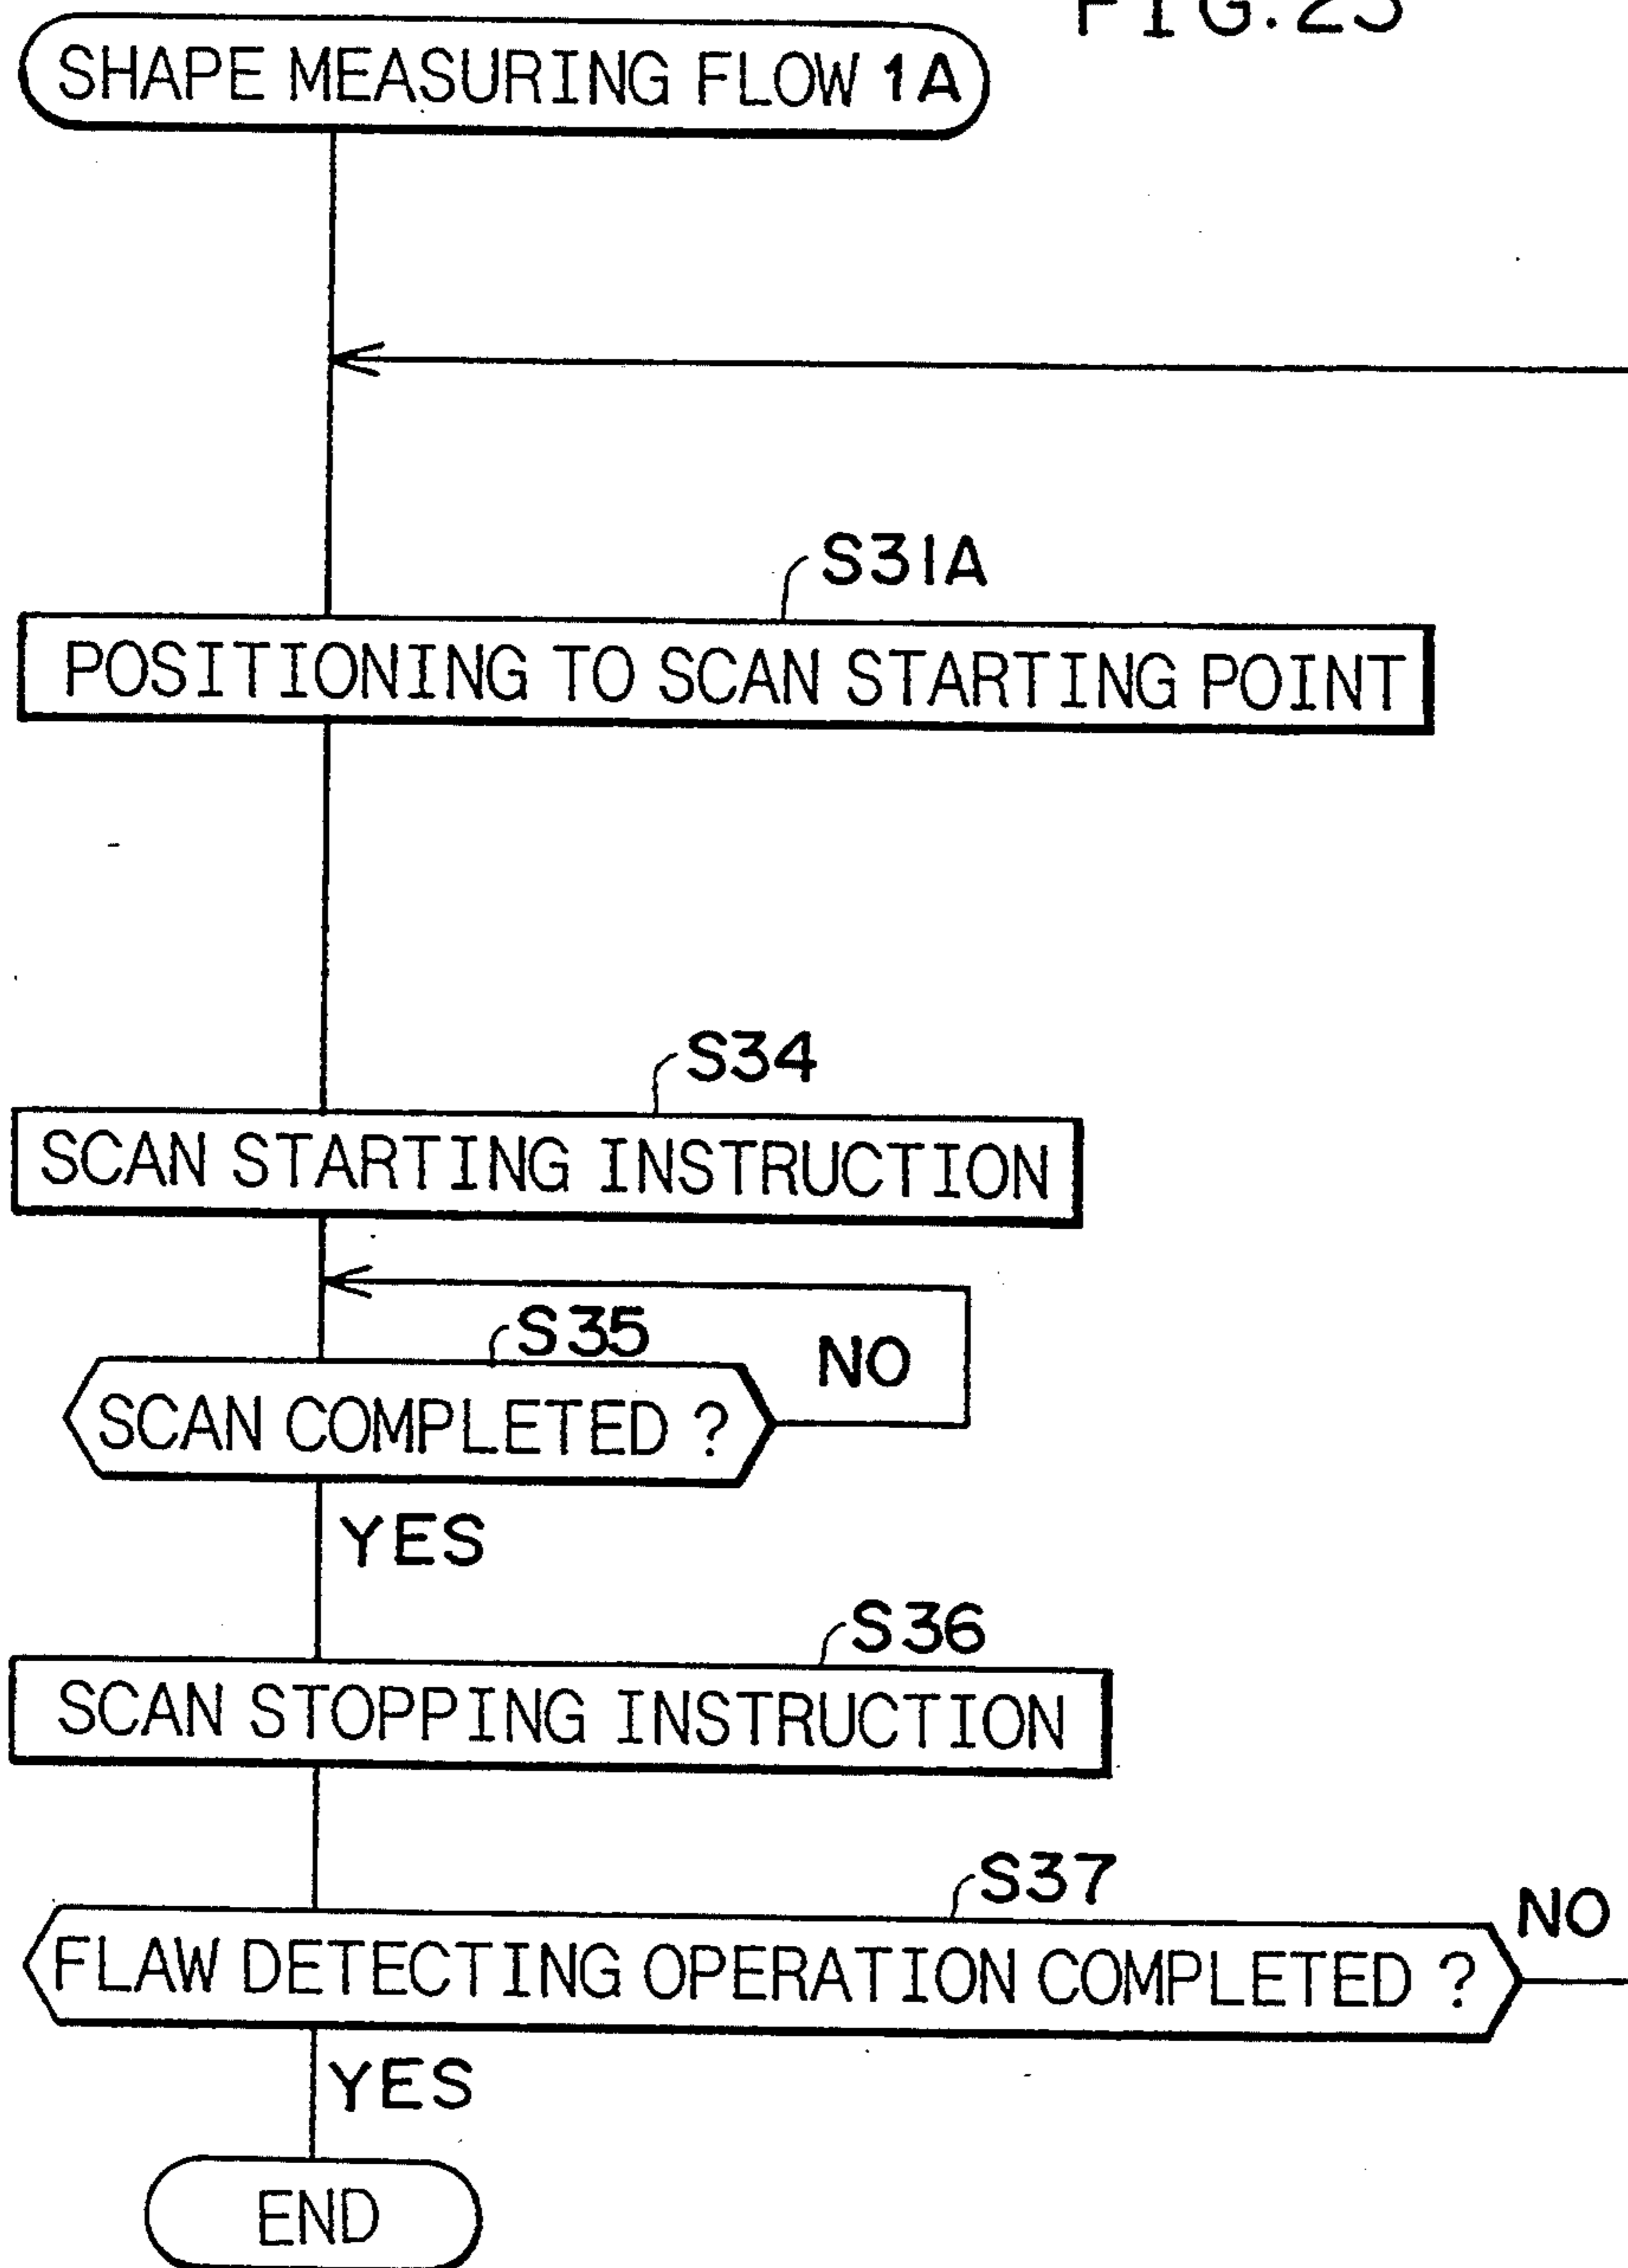 FIG.23
SHAPE MEASURING FLOW 1A
S31A
POSITIONING TO SCAN STARTING POINT
S34
SCAN STARTING INSTRUCTION
S35
NO
SCAN COMPLETED ?
YES
S36
SCAN STOPPING INSTRUCTION
S37
NO
FLAW DETECTING OPERATION COMPLETED ?
YES
END